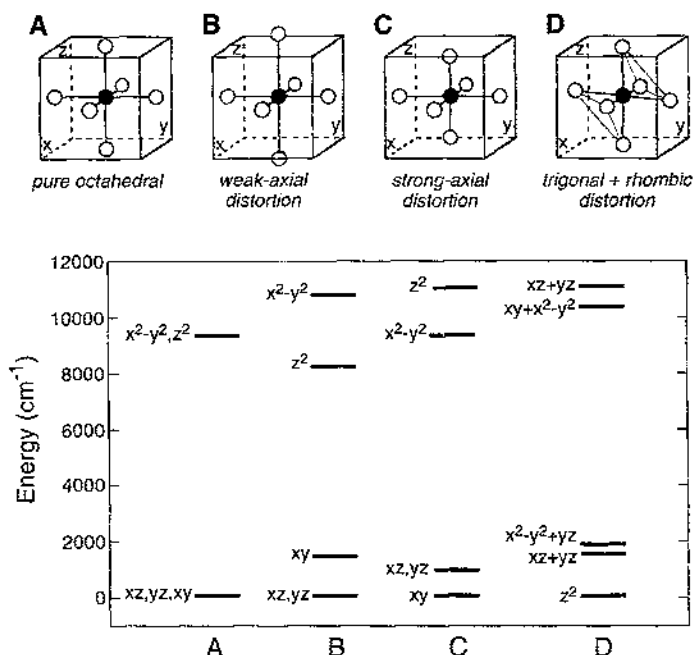 A B C D
z z z z
x y x y x y x y
pure octahedral weak-axial distortion strong-axial distortion trigonal + rhombic distortion
12000
10000
8000
6000
4000
2000
0
Energy (cm⁻¹)
x²-y²,z²
xz,yz,xy
x²-y²
z²
xy
xz,yz
z²
x²-y²
xz,yz
xy
xz+yz
xy+x²-y²
x²-y²+yz
xz+yz
z²
A B C D